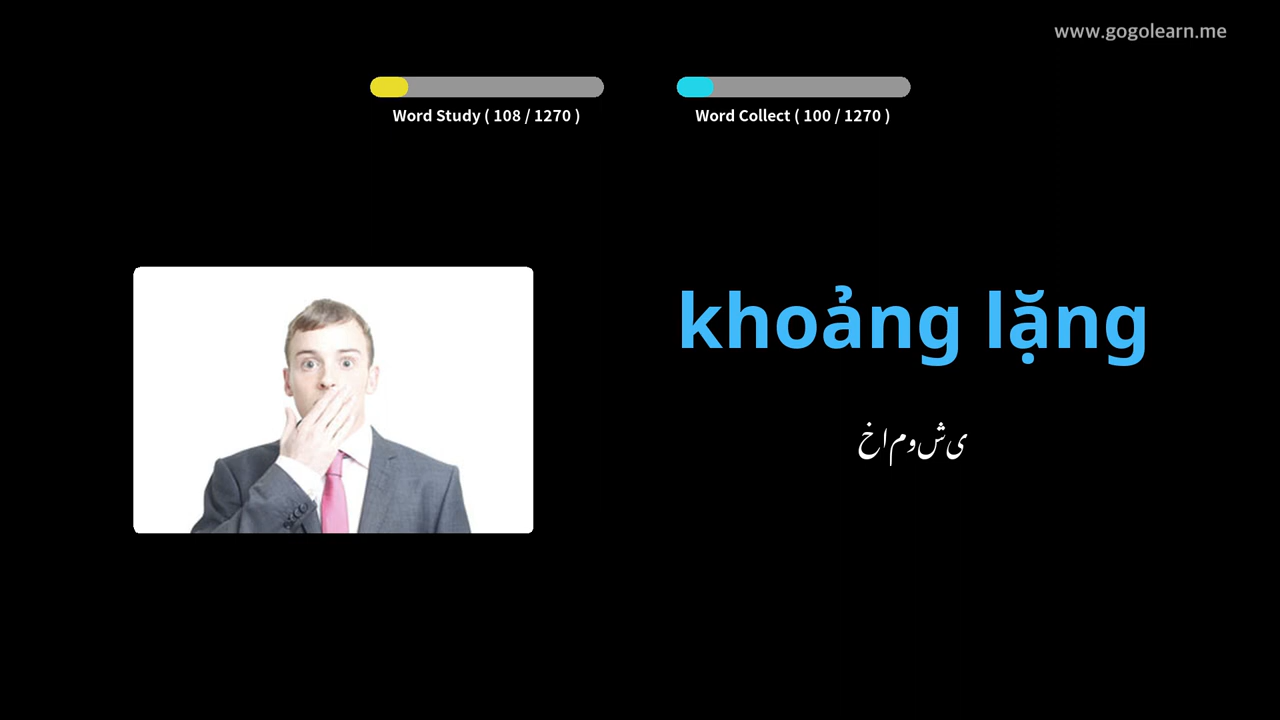 www.gogolearn.me
Word Study ( 108 / 1270 )
Word Collect ( 100 / 1270 )
khoảng lặng
خاموشی